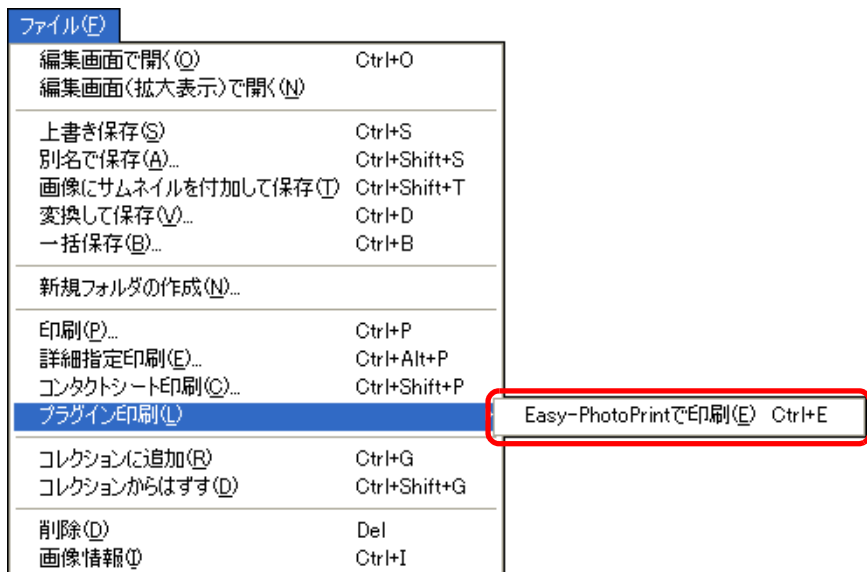 ファイル(F)
編集画面で開く(O) Ctrl+O
編集画面(拡大表示)で開く(N)
上書き保存(S) Ctrl+S
別名で保存(A)... Ctrl+Shift+S
画像にサムネイルを付加して保存(T) Ctrl+Shift+T
変換して保存(V)... Ctrl+D
一括保存(B)... Ctrl+B
新規フォルダの作成(N)...
印刷(P)... Ctrl+P
詳細指定印刷(E)... Ctrl+Alt+P
コンタクトシート印刷(C)... Ctrl+Shift+P
プラグイン印刷(L)
Easy-PhotoPrintで印刷(E) Ctrl+E
コレクションに追加(R) Ctrl+G
コレクションからはずす(D) Ctrl+Shift+G
削除(D) Del
画像情報(I) Ctrl+I